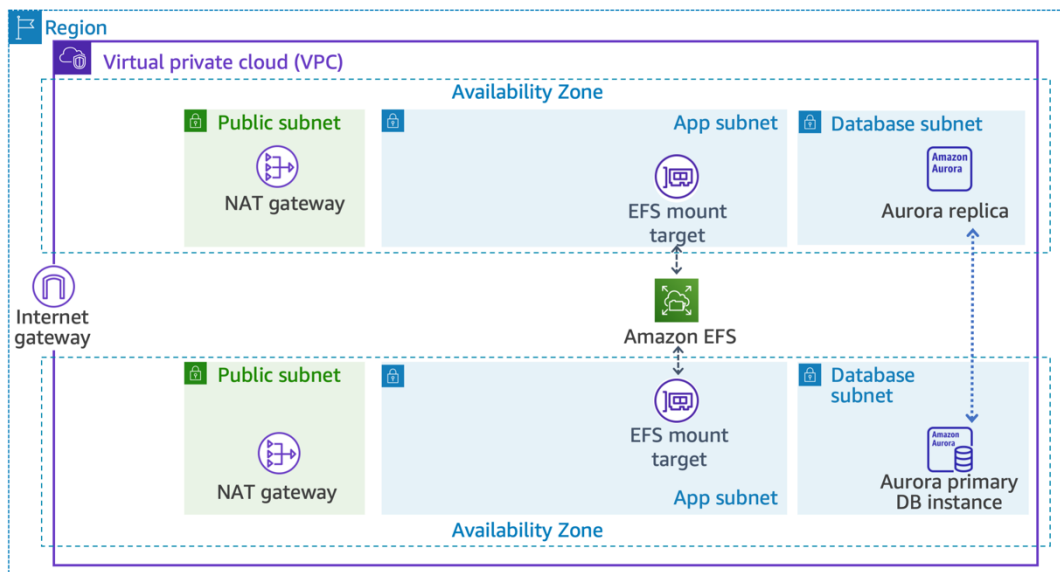 Region
Virtual private cloud (VPC)
Availability Zone
Public subnet
App subnet
Database subnet
NAT gateway
EFS mount
target
Amazon
Aurora
Aurora replica
Internet
gateway
Amazon EFS
Public subnet
Database
subnet
NAT gateway
EFS mount
target
App subnet
Amazon
Aurora
Aurora primary
DB instance
Availability Zone